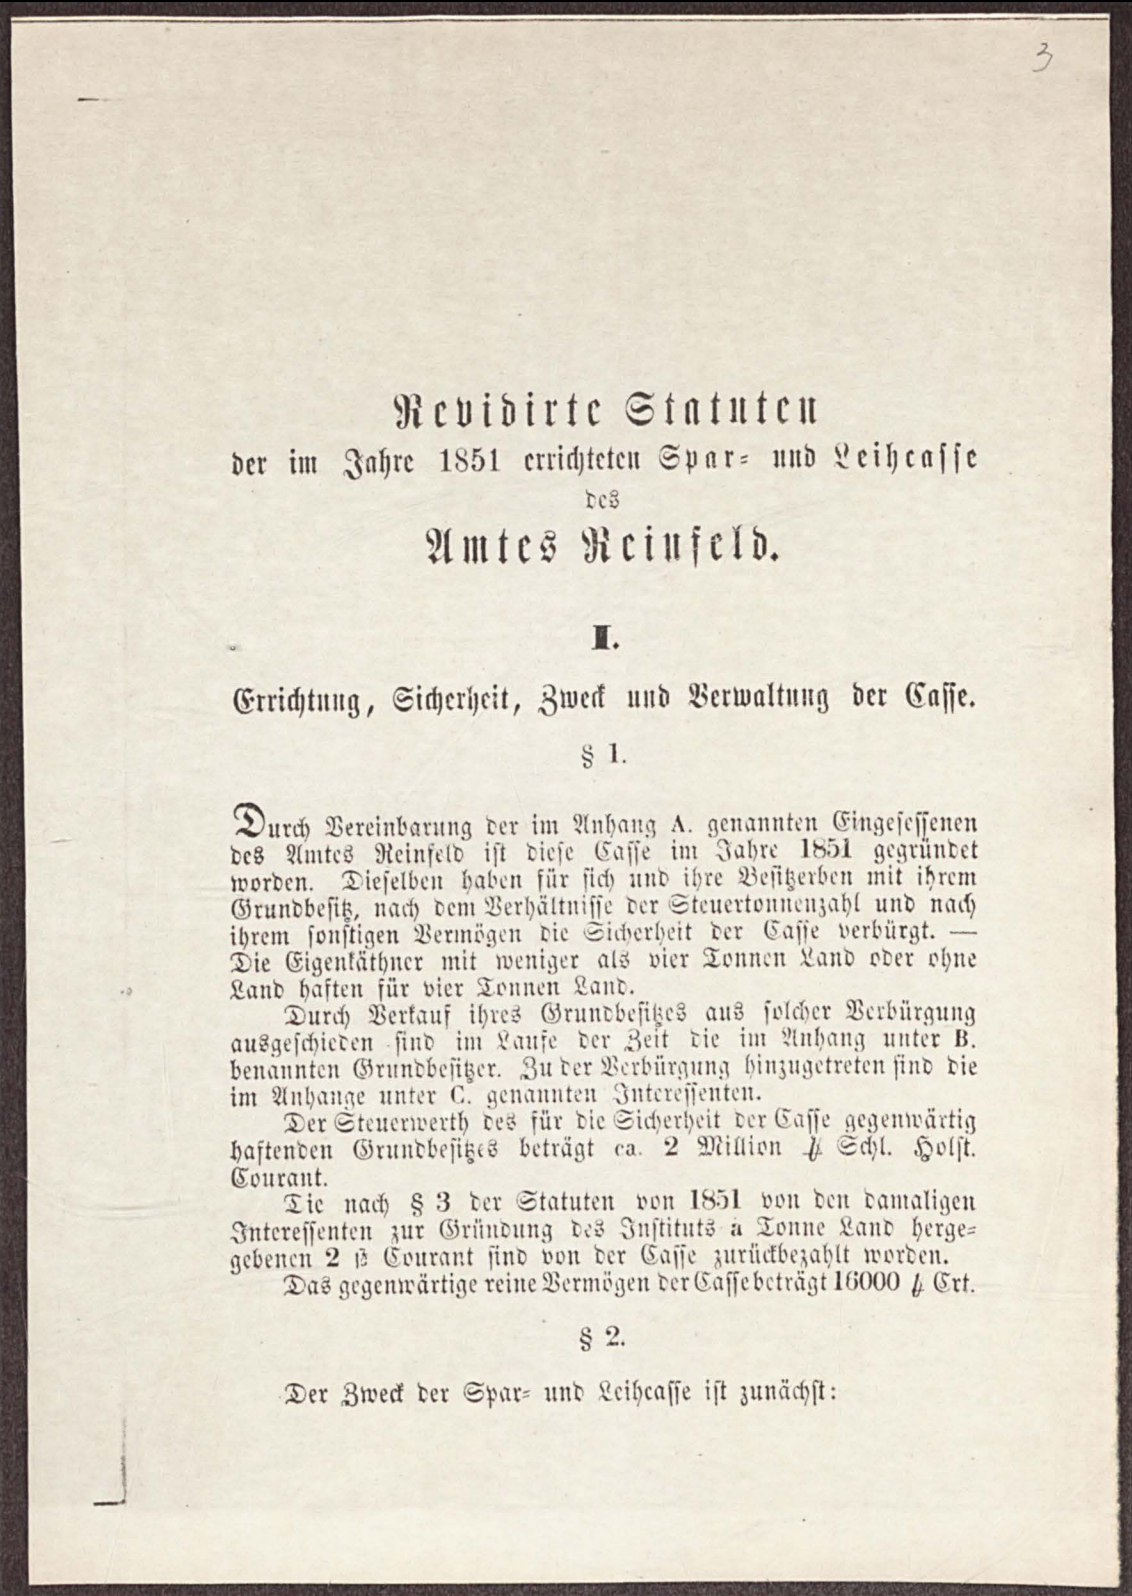 3
Revidirte Statuten
der im Jahre 1851 errichteten Spar- und Leihcasse
des
Amtes Reinfeld.
I.
Errichtung, Sicherheit, Zweck und Verwaltung der Casse.
§ 1.
Durch Vereinbarung der im Anhang A. genannten Eingesessenen
des Amtes Reinfeld ist diese Casse im Jahre 1851 gegründet
worden. Dieselben haben für sich und ihre Besitzerben mit ihrem
Grundbesitz, nach dem Verhältnisse der Steuertonnenzahl und nach
ihrem sonstigen Vermögen die Sicherheit der Casse verbürgt. —
Die Eigenkäthner mit weniger als vier Tonnen Land oder ohne
Land haften für vier Tonnen Land.
Durch Verkauf ihres Grundbesitzes aus solcher Verbürgung
ausgeschieden sind im Laufe der Zeit die im Anhang unter B.
benannten Grundbesitzer. Zu der Verbürgung hinzugetreten sind die
im Anhange unter C. genannten Interessenten.
Der Steuerwerth des für die Sicherheit der Casse gegenwärtig
haftenden Grundbesitzes beträgt ca. 2 Million ℳ Schl. Holst.
Courant.
Die nach § 3 der Statuten von 1851 von den damaligen
Interessenten zur Gründung des Instituts à Tonne Land herge-
gebenen 2 ß Courant sind von der Casse zurückbezahlt worden.
Das gegenwärtige reine Vermögen der Casse beträgt 16000 ℳ Crt.
§ 2.
Der Zweck der Spar- und Leihcasse ist zunächst: